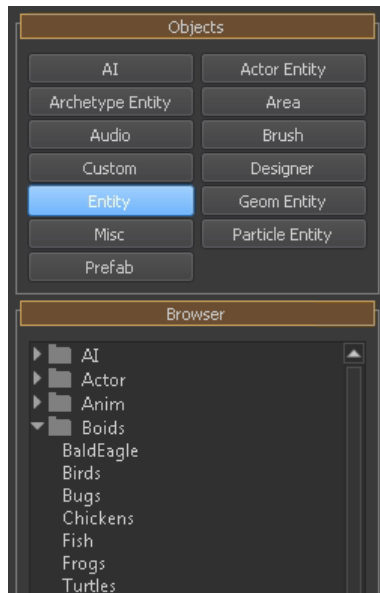 Objects
AI
Actor Entity
Archetype Entity
Area
Audio
Brush
Custom
Designer
Entity
Geom Entity
Misc
Particle Entity
Prefab
Browser
AI
Actor
Anim
Boids
BaldEagle
Birds
Bugs
Chickens
Fish
Frogs
Turtles